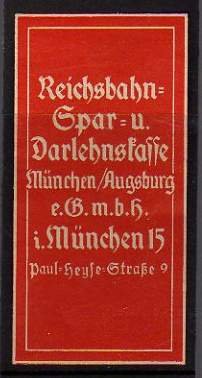 Reichsbahn=
Spar= u.
Darlehnskasse
München/Augsburg
e.G.m.b.H.
i. München 15
Paul=Heyse=Straße 9